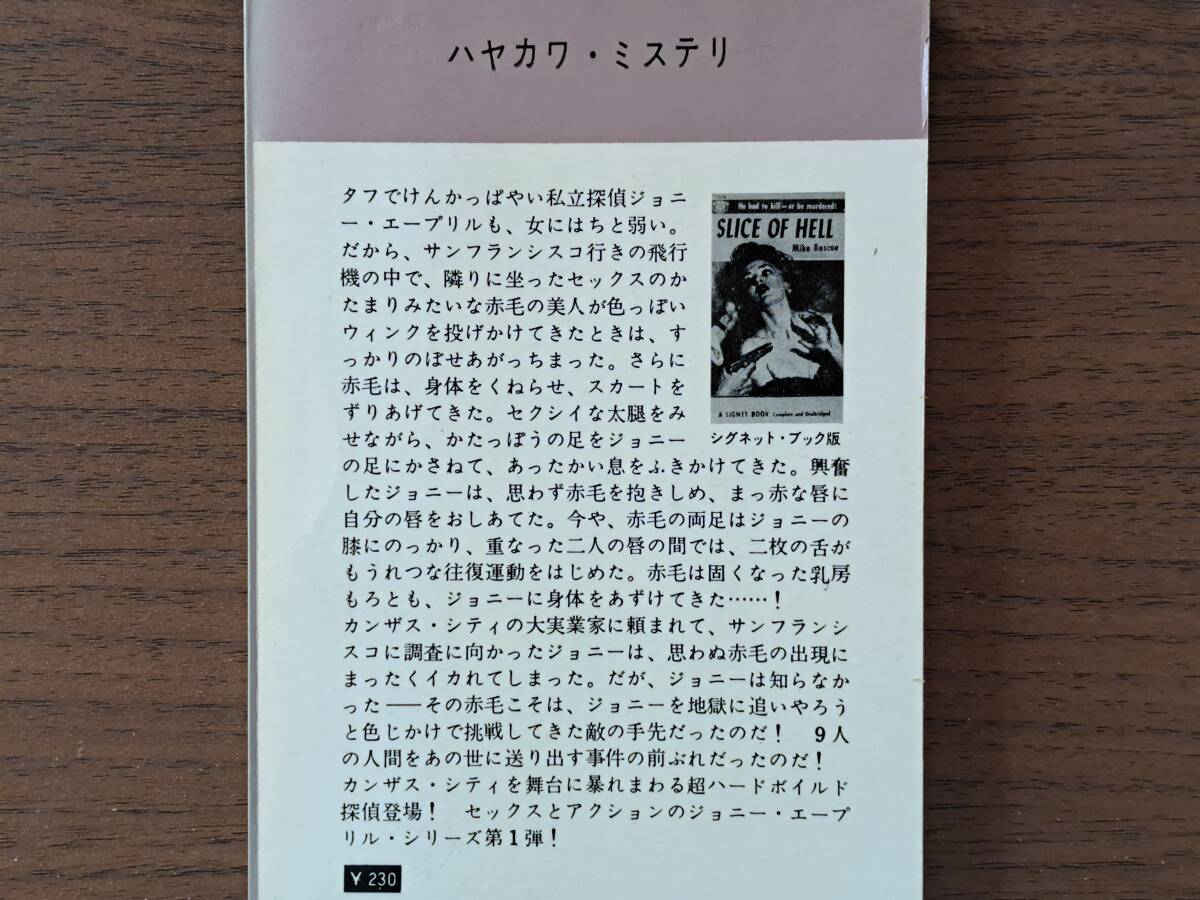 ハヤカワ・ミステリ
タフでけんかっぱやい私立探偵ジョニ
ー・エープリルも、女にはちと弱い。
だから、サンフランシスコ行きの飛行
機の中で、隣りに坐ったセックスのか
たまりみたいな赤毛の美人が色っぽい
ウィンクを投げかけてきたときは、す
っかりのぼせあがっちまった。さらに
赤毛は、身体をくねらせ、スカートを
ずりあげてきた。セクシイな太腿をみ
せながら、かたっぽうの足をジョニー
の足にかさねて、あったかい息をふきかけてきた。興奮
したジョニーは、思わず赤毛を抱きしめ、まっ赤な唇に
自分の唇をおしあてた。今や、赤毛の両足はジョニーの
膝にのっかり、重なった二人の唇の間では、二枚の舌が
もうれつな往復運動をはじめた。赤毛は固くなった乳房
もろとも、ジョニーに身体をあずけてきた……！
カンザス・シティの大実業家に頼まれて、サンフランシ
スコに調査に向かったジョニーは、思わぬ赤毛の出現に
まったくイカれてしまった。だが、ジョニーは知らなか
った――その赤毛こそは、ジョニーを地獄に追いやろう
と色じかけで挑戦してきた敵の手先だったのだ！　9人
の人間をあの世に送り出す事件の前ぶれだったのだ！
カンザス・シティを舞台に暴れまわる超ハードボイルド
探偵登場！　セックスとアクションのジョニー・エープ
リル・シリーズ第1弾！
He had to kill—or be murdered!
SLICE OF HELL
Mike Roscoe
A SIGNET BOOK Complete and Unabridged
シグネット・ブック版
¥ 230